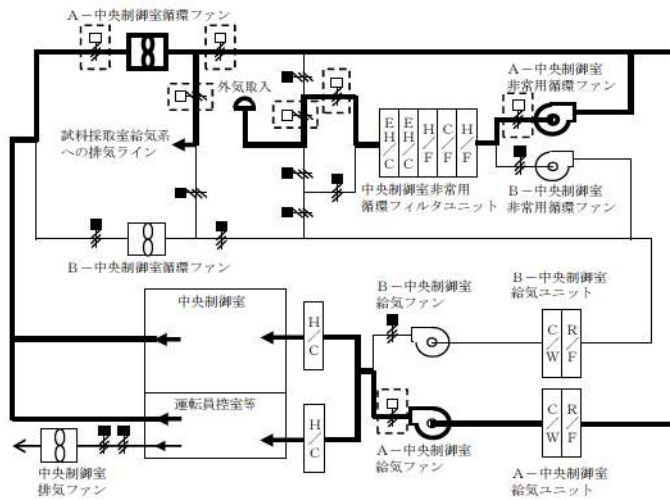 A－中央制御室循環ファン
外気取入
A－中央制御室
非常用循環ファン
試料採取室給気系
への排気ライン
E
H
/
C
E
H
/
C
H
/
F
C
/
F
H
/
F
中央制御室非常用
循環フィルタユニット
B－中央制御室
非常用循環ファン
B－中央制御室循環ファン
B－中央制御室
給気ファン
B－中央制御室
給気ユニット
中央制御室
H
/
C
C
/
W
R
/
F
運転員控室等
H
/
C
C
/
W
R
/
F
中央制御室
排気ファン
A－中央制御室
給気ファン
A－中央制御室
給気ユニット